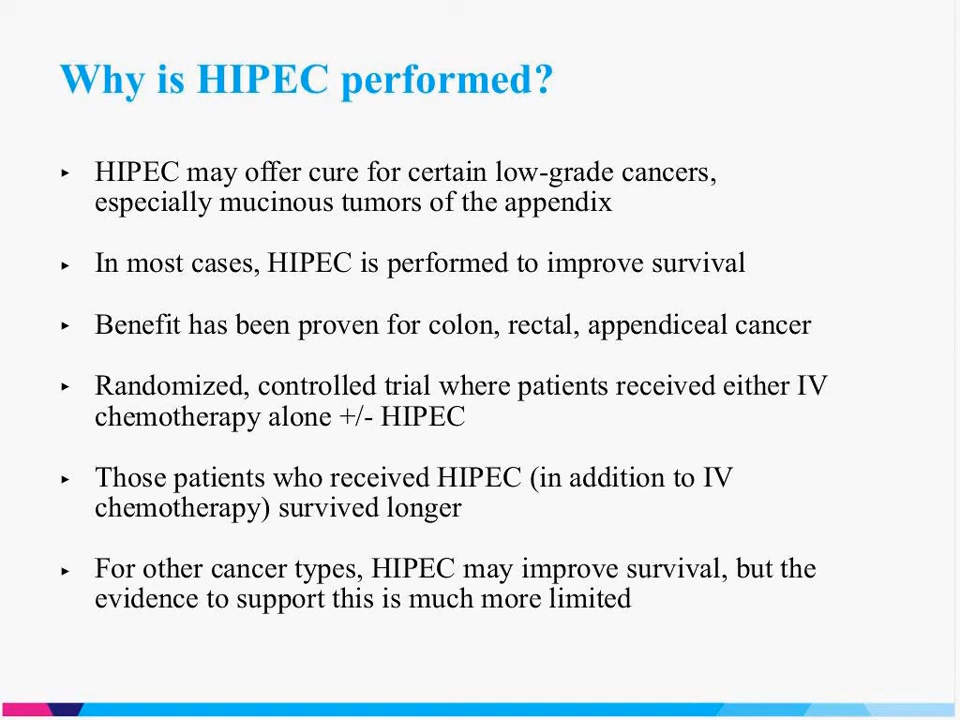 Why is HIPEC performed?
‣ HIPEC may offer cure for certain low-grade cancers,
especially mucinous tumors of the appendix
‣ In most cases, HIPEC is performed to improve survival
‣ Benefit has been proven for colon, rectal, appendiceal cancer
‣ Randomized, controlled trial where patients received either IV
chemotherapy alone +/- HIPEC
‣ Those patients who received HIPEC (in addition to IV
chemotherapy) survived longer
‣ For other cancer types, HIPEC may improve survival, but the
evidence to support this is much more limited